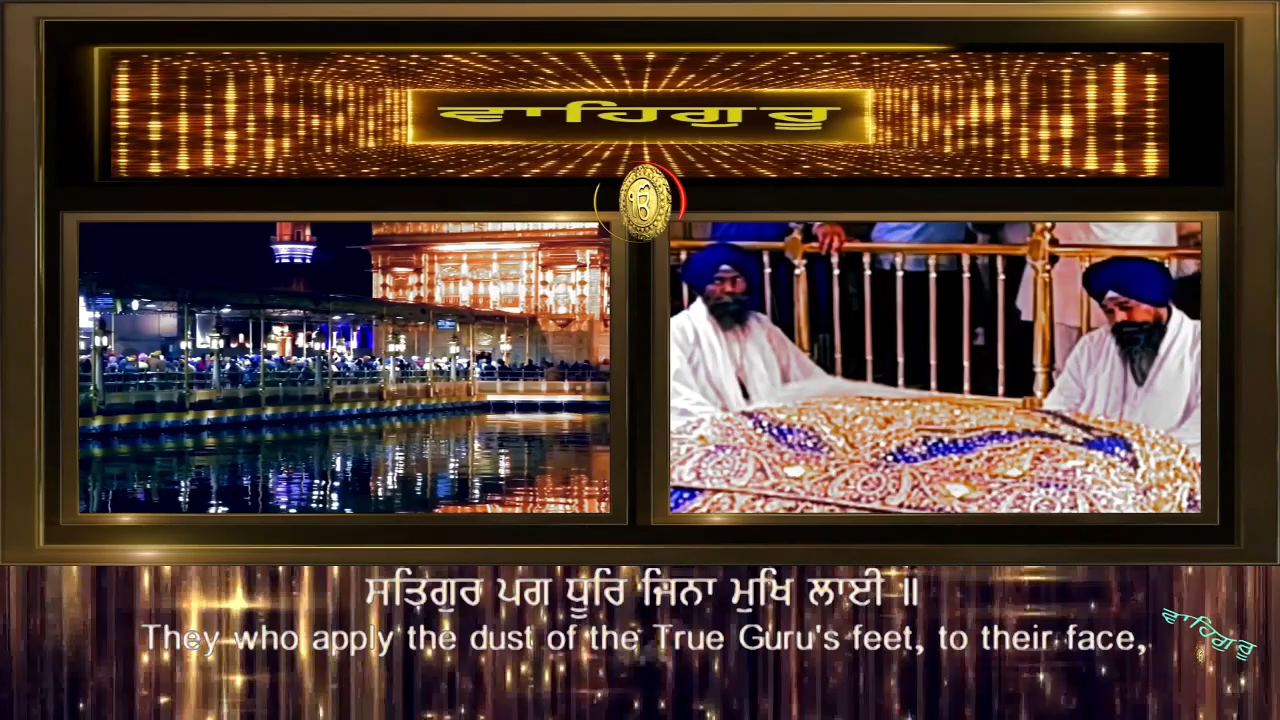 ਵਾਹਿਗੁਰੂ
ੴ
ਸਤਿਗੁਰ ਪਗ ਧੂਰਿ ਜਿਨਾ ਮੁਖਿ ਲਾਈ ॥
They who apply the dust of the True Guru's feet, to their face,
ਵਾਹਿਗੁਰੂ